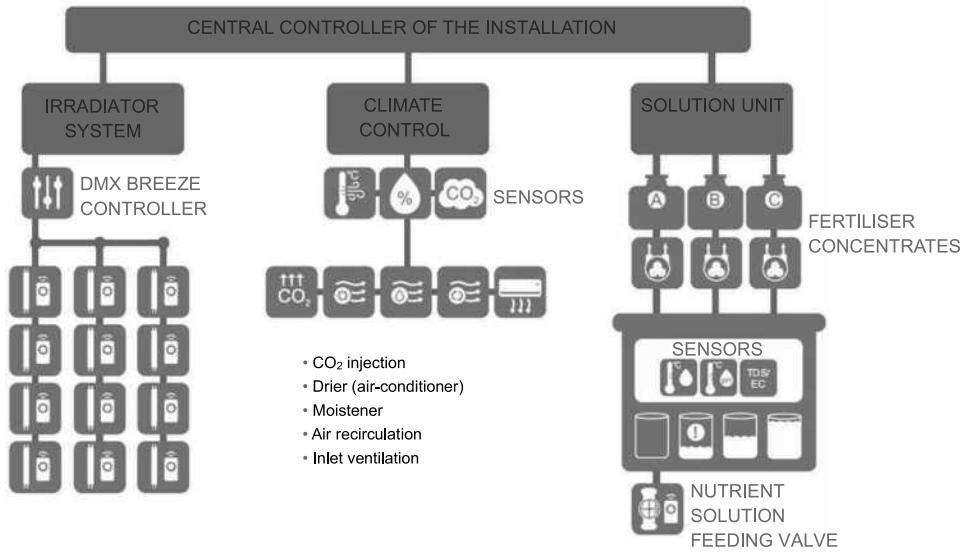 CENTRAL CONTROLLER OF THE INSTALLATION
IRRADIATOR
SYSTEM
CLIMATE
CONTROL
SOLUTION UNIT
DMX BREEZE
CONTROLLER
%
CO₂
SENSORS
A
B
C
FERTILISER
CONCENTRATES
CO₂
• CO₂ injection
• Drier (air-conditioner)
• Moistener
• Air recirculation
• Inlet ventilation
SENSORS
°C
°C
pH
TDS/
EC
!
NUTRIENT
SOLUTION
FEEDING VALVE